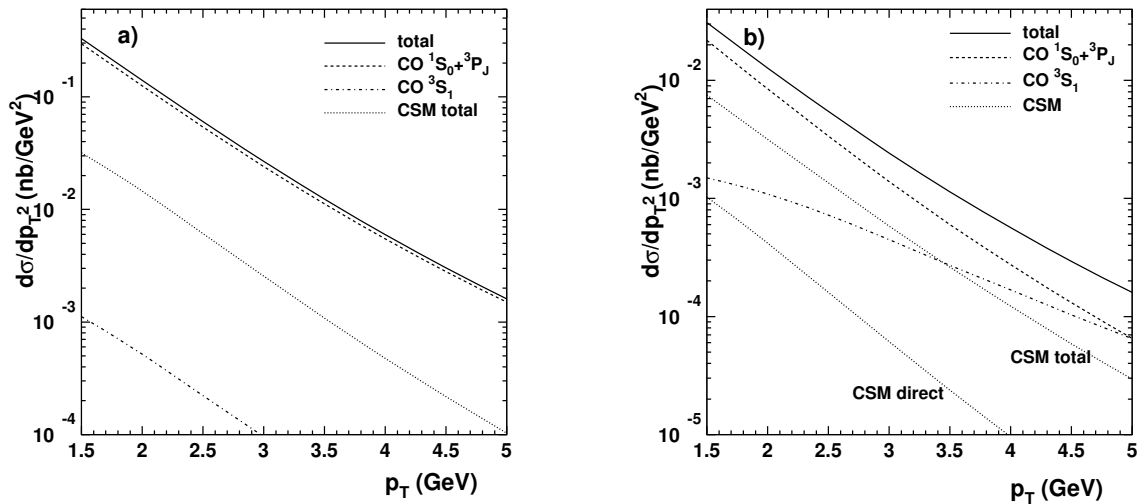 a)
total
CO ¹S₀+³P_J
CO ³S₁
CSM total
dσ/dp_T² (nb/GeV²)
10⁻¹
10⁻²
10⁻³
10⁻⁴
1.5 2 2.5 3 3.5 4 4.5 5
p_T (GeV)
b)
total
CO ¹S₀+³P_J
CO ³S₁
CSM
dσ/dp_T² (nb/GeV²)
10⁻²
10⁻³
10⁻⁴
10⁻⁵
CSM total
CSM direct
1.5 2 2.5 3 3.5 4 4.5 5
p_T (GeV)